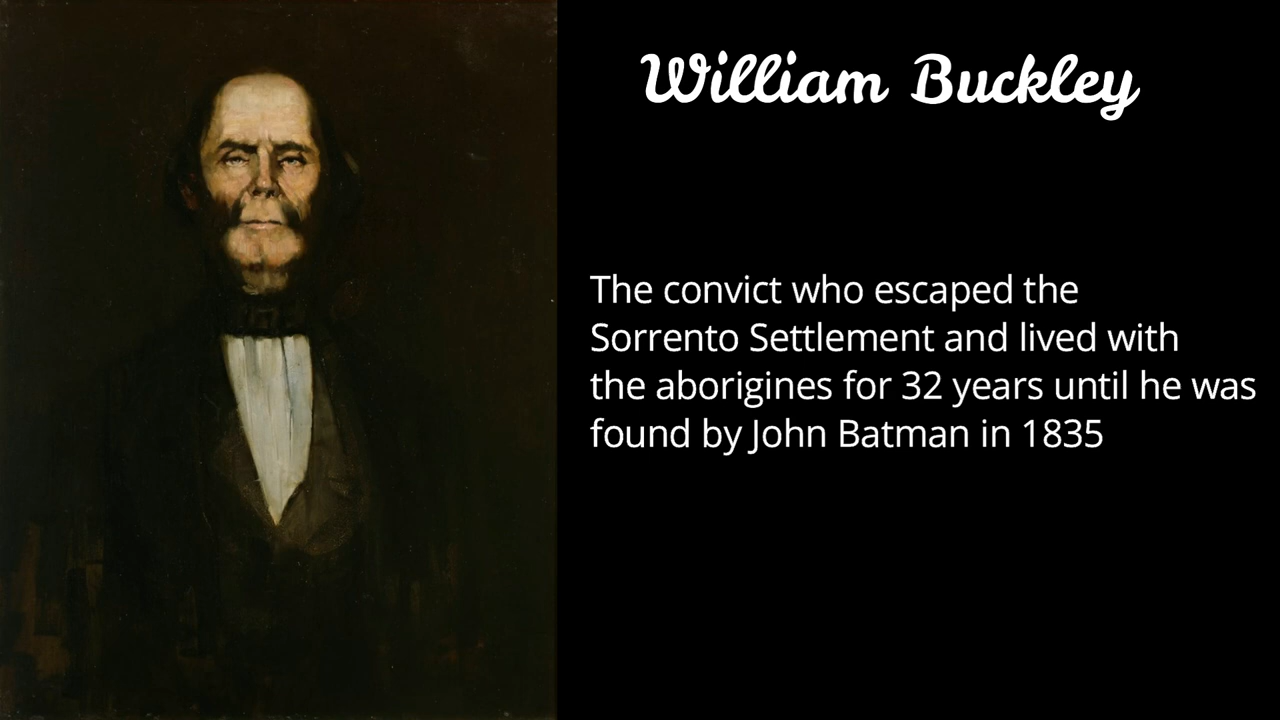 William Buckley
The convict who escaped the
Sorrento Settlement and lived with
the aborigines for 32 years until he was
found by John Batman in 1835